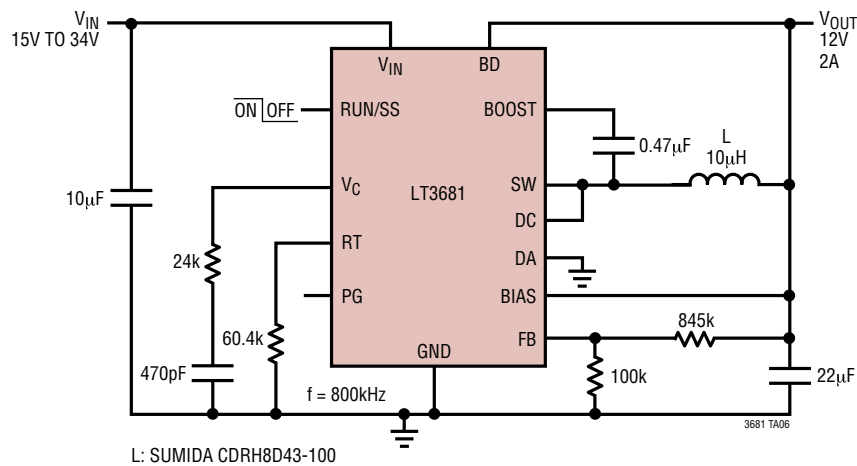 VIN
15V TO 34V
VOUT
12V
2A
VIN
BD
ON OFF
RUN/SS
BOOST
0.47µF
L
10µH
10µF
VC
LT3681
SW
DC
RT
DA
24k
PG
BIAS
60.4k
FB
845k
GND
470pF
f = 800kHz
100k
22µF
3681 TA06
L: SUMIDA CDRH8D43-100